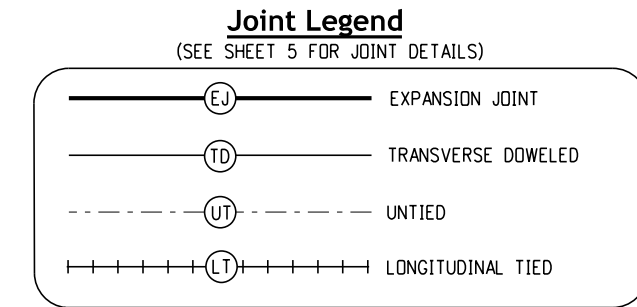 Joint Legend
(SEE SHEET 5 FOR JOINT DETAILS)
EJ EXPANSION JOINT
TD TRANSVERSE DOWELED
UT UNTIED
LT LONGITUDINAL TIED